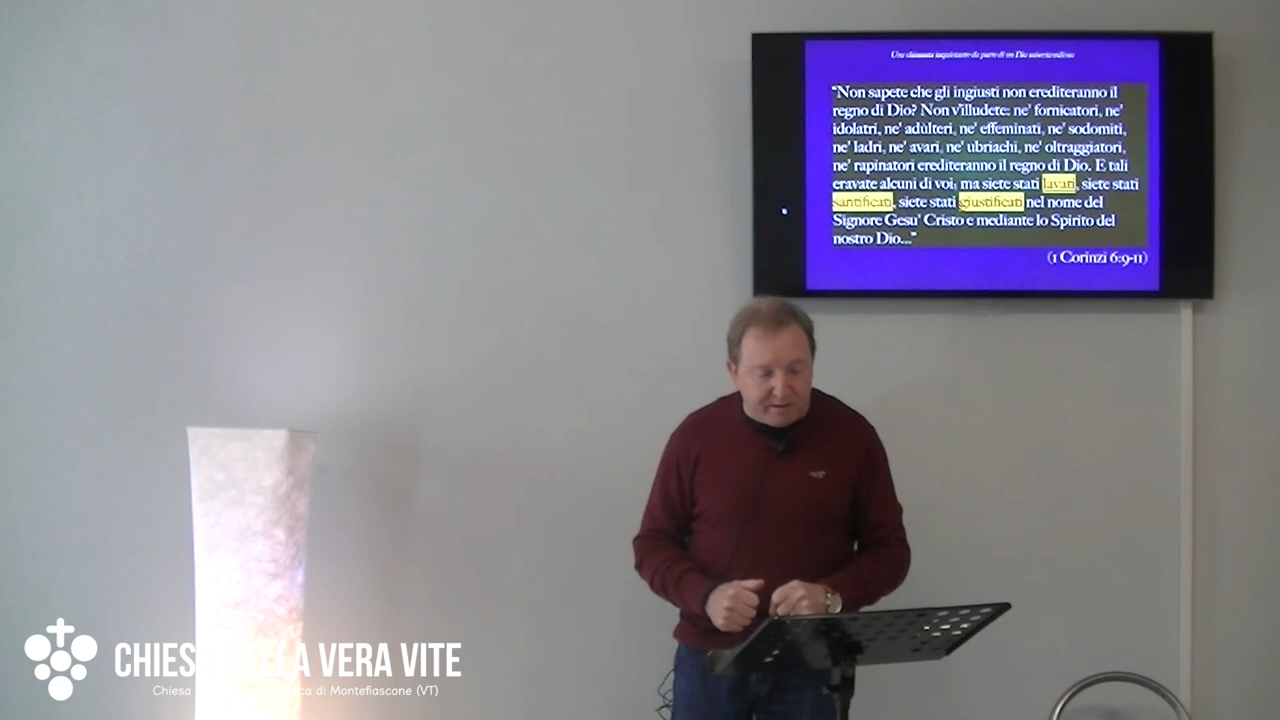 Una chiamata inquietante da parte di un Dio misericordioso
“Non sapete che gli ingiusti non erediteranno il
regno di Dio? Non v'illudete: ne' fornicatori, ne'
idolatri, ne' adùlteri, ne' effeminati, ne' sodomiti,
ne' ladri, ne' avari, ne' ubriachi, ne' oltraggiatori,
ne' rapinatori erediteranno il regno di Dio. E tali
eravate alcuni di voi; ma siete stati lavati, siete stati
santificati, siete stati giustificati nel nome del
Signore Gesu' Cristo e mediante lo Spirito del
nostro Dio...”
(1 Corinzi 6:9-11)
VERA VITE
Chiesa di Montefiascone (VT)